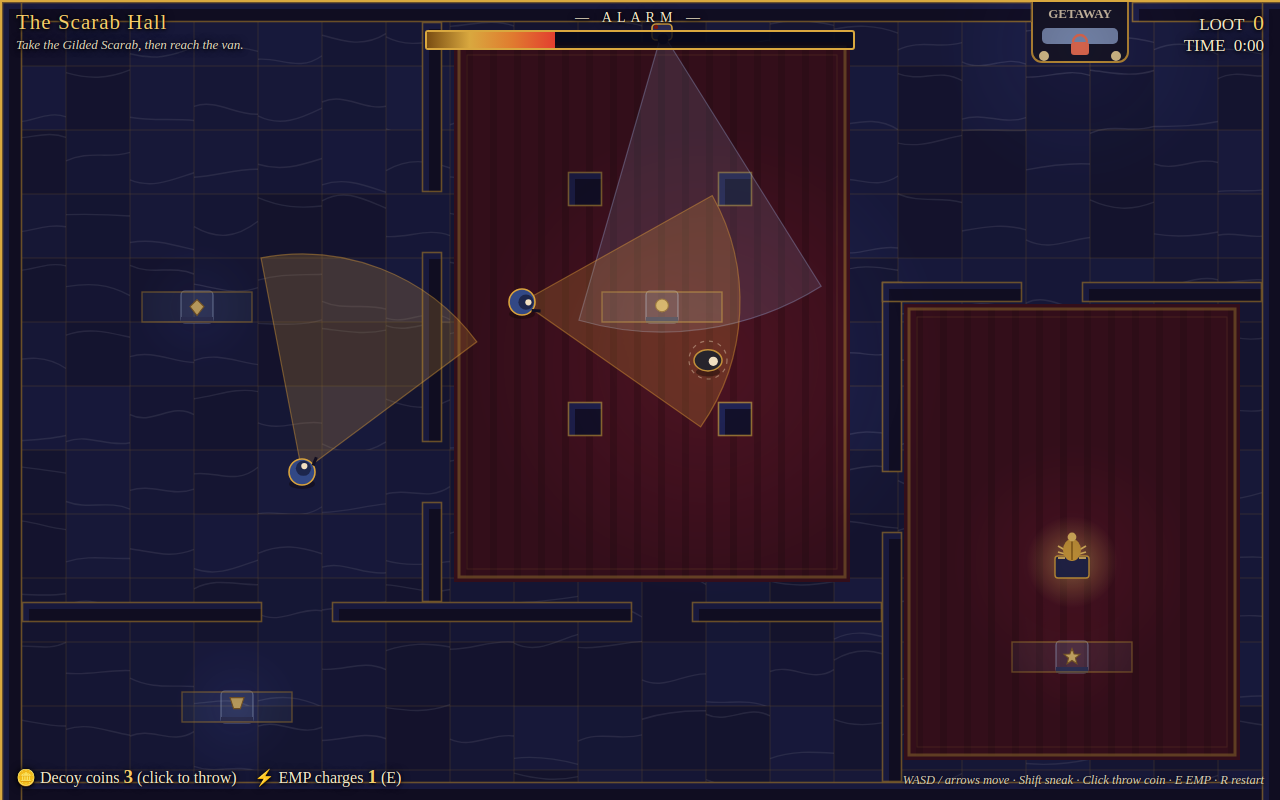 The Scarab Hall
Take the Gilded Scarab, then reach the van.
— ALARM —
GETAWAY
LOOT 0
TIME 0:00
Decoy coins 3 (click to throw)
EMP charges 1 (E)
WASD / arrows move · Shift sneak · Click throw coin · E EMP · R restart